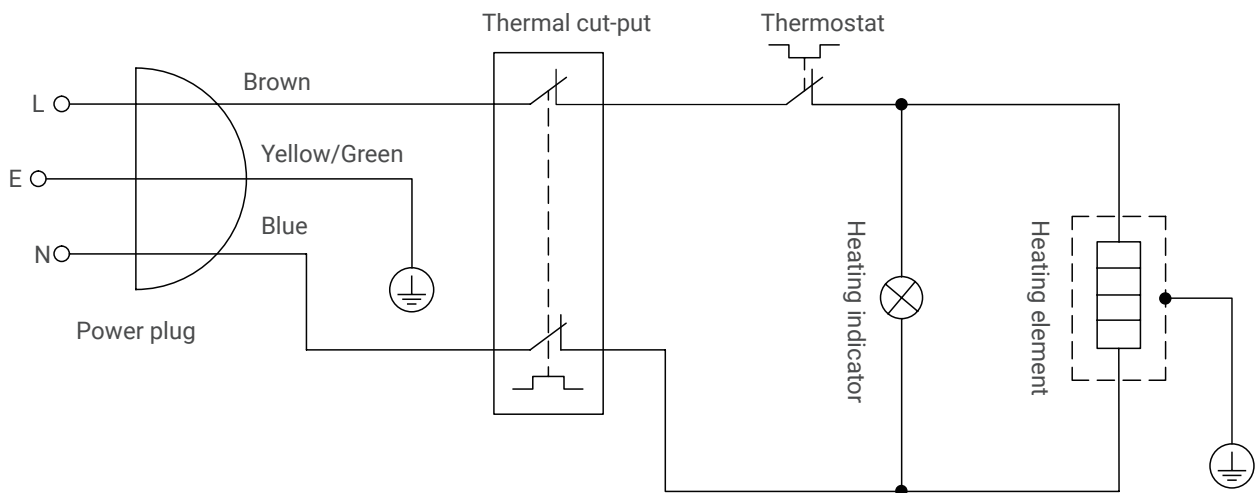 Thermal cut-put
Thermostat
L
Brown
Yellow/Green
E
Blue
N
Power plug
Heating indicator
Heating element